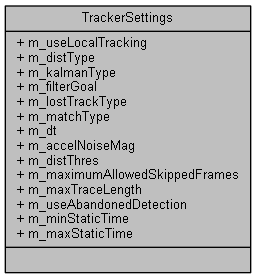 TrackerSettings
+ m_useLocalTracking
+ m_distType
+ m_kalmanType
+ m_filterGoal
+ m_lostTrackType
+ m_matchType
+ m_dt
+ m_accelNoiseMag
+ m_distThres
+ m_maximumAllowedSkippedFrames
+ m_maxTraceLength
+ m_useAbandonedDetection
+ m_minStaticTime
+ m_maxStaticTime